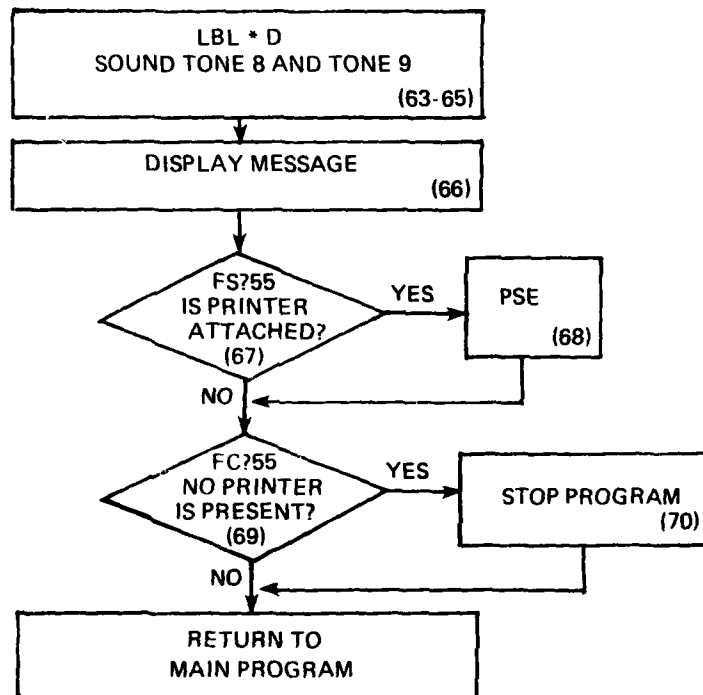 LBL * D
SOUND TONE 8 AND TONE 9
(63-65)
DISPLAY MESSAGE
(66)
FS?55
IS PRINTER
ATTACHED?
(67)
YES
PSE
(68)
NO
FC?55
NO PRINTER
IS PRESENT?
(69)
YES
STOP PROGRAM
(70)
NO
RETURN TO
MAIN PROGRAM